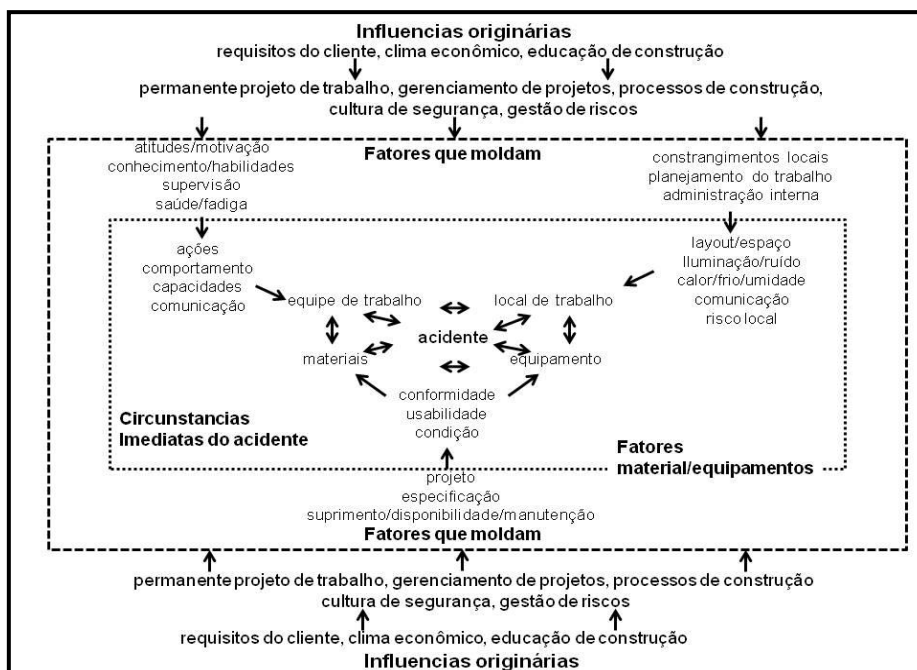 Influencias originárias
requisitos do cliente, clima econômico, educação de construção
permanente projeto de trabalho, gerenciamento de projetos, processos de construção,
cultura de segurança, gestão de riscos
Fatores que moldam
atitudes/motivação
conhecimento/habilidades
supervisão
saúde/fadiga
constrangimentos locais
planejamento do trabalho
administração interna
ações
comportamento
capacidades
comunicação
layout/espaço
Iluminação/ruído
calor/frio/umidade
comunicação
risco local
equipe de trabalho
local de trabalho
acidente
materiais
equipamento
conformidade
usabilidade
condição
Circunstancias
Imediatas do acidente
Fatores
material/equipamentos
projeto
especificação
suprimento/disponibilidade/manutenção
Fatores que moldam
permanente projeto de trabalho, gerenciamento de projetos, processos de construção
cultura de segurança, gestão de riscos
requisitos do cliente, clima econômico, educação de construção
Influencias originárias